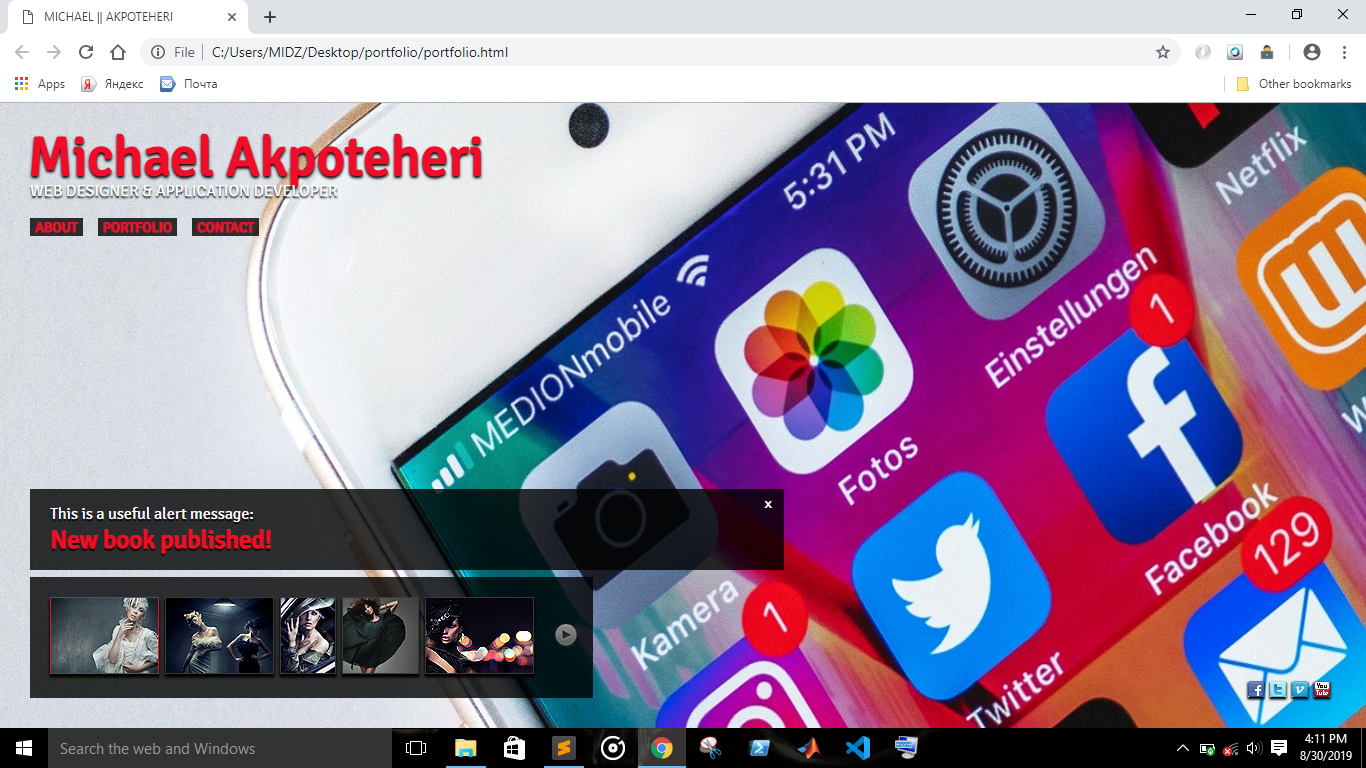 MICHAEL || AKPOTEHERI
File
C:/Users/MIDZ/Desktop/portfolio/portfolio.html
Apps
Яндекс
Почта
Other bookmarks
Michael Akpoteheri
WEB DESIGNER & APPLICATION DEVELOPER
ABOUT PORTFOLIO CONTACT
5:31 PM
Netflix
MEDIONmobile
Einstellungen
1
Fotos
Facebook
129
Kamera
1
Twitter
This is a useful alert message:
x
New book published!
You Tube
Search the web and Windows
4:11 PM
8/30/2019